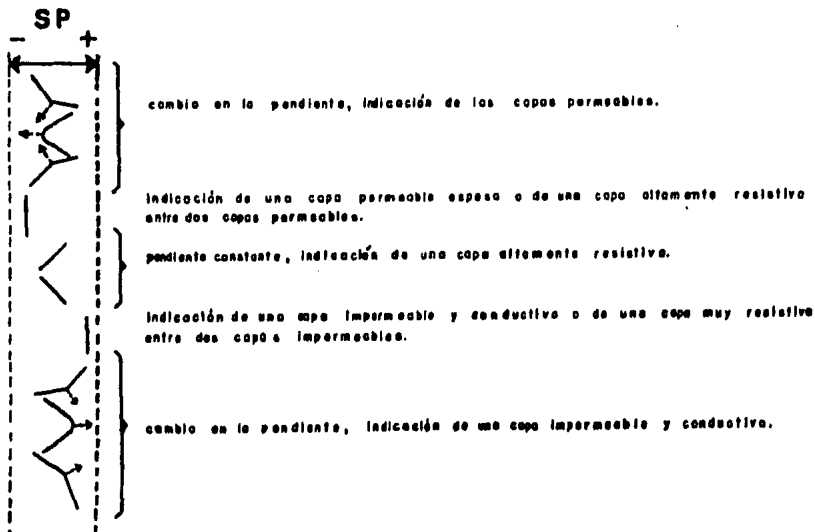 SP
- +
cambio en la pendiente, indicación de las capas permeables.
indicación de una capa permeable espesa o de una capa altamente resistiva
entre dos capas permeables.
pendiente constante, indicación de una capa altamente resistiva.
indicación de una capa impermeable y conductiva o de una capa muy resistiva
entre dos capas impermeables.
cambio en la pendiente, indicación de una capa impermeable y conductiva.